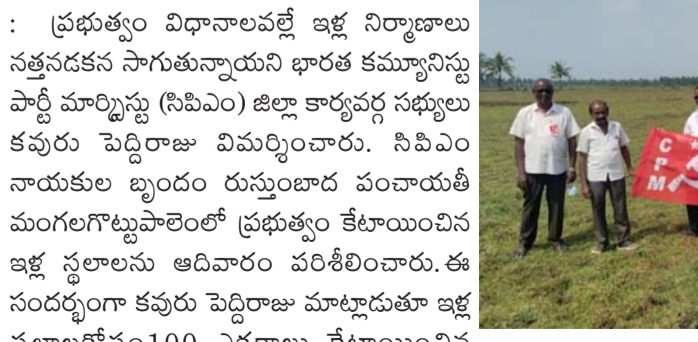 : ప్రభుత్వం విధానాలవల్లే ఇళ్ల నిర్మాణాలు
నత్తనడకన సాగుతున్నాయని భారత కమ్యూనిస్టు
పార్టీ మార్క్సిస్టు (సిపిఎం) జిల్లా కార్యవర్గ సభ్యులు
కవురు పెద్దిరాజు విమర్శించారు. సిపిఎం
నాయకుల బృందం రుస్తుంబాద పంచాయతీ
మంగలగొట్టుపాలెంలో ప్రభుత్వం కేటాయించిన
ఇళ్ల స్థలాలను ఆదివారం పరిశీలించారు. ఈ
సందర్భంగా కవురు పెద్దిరాజు మాట్లాడుతూ ఇళ్ల
CPM